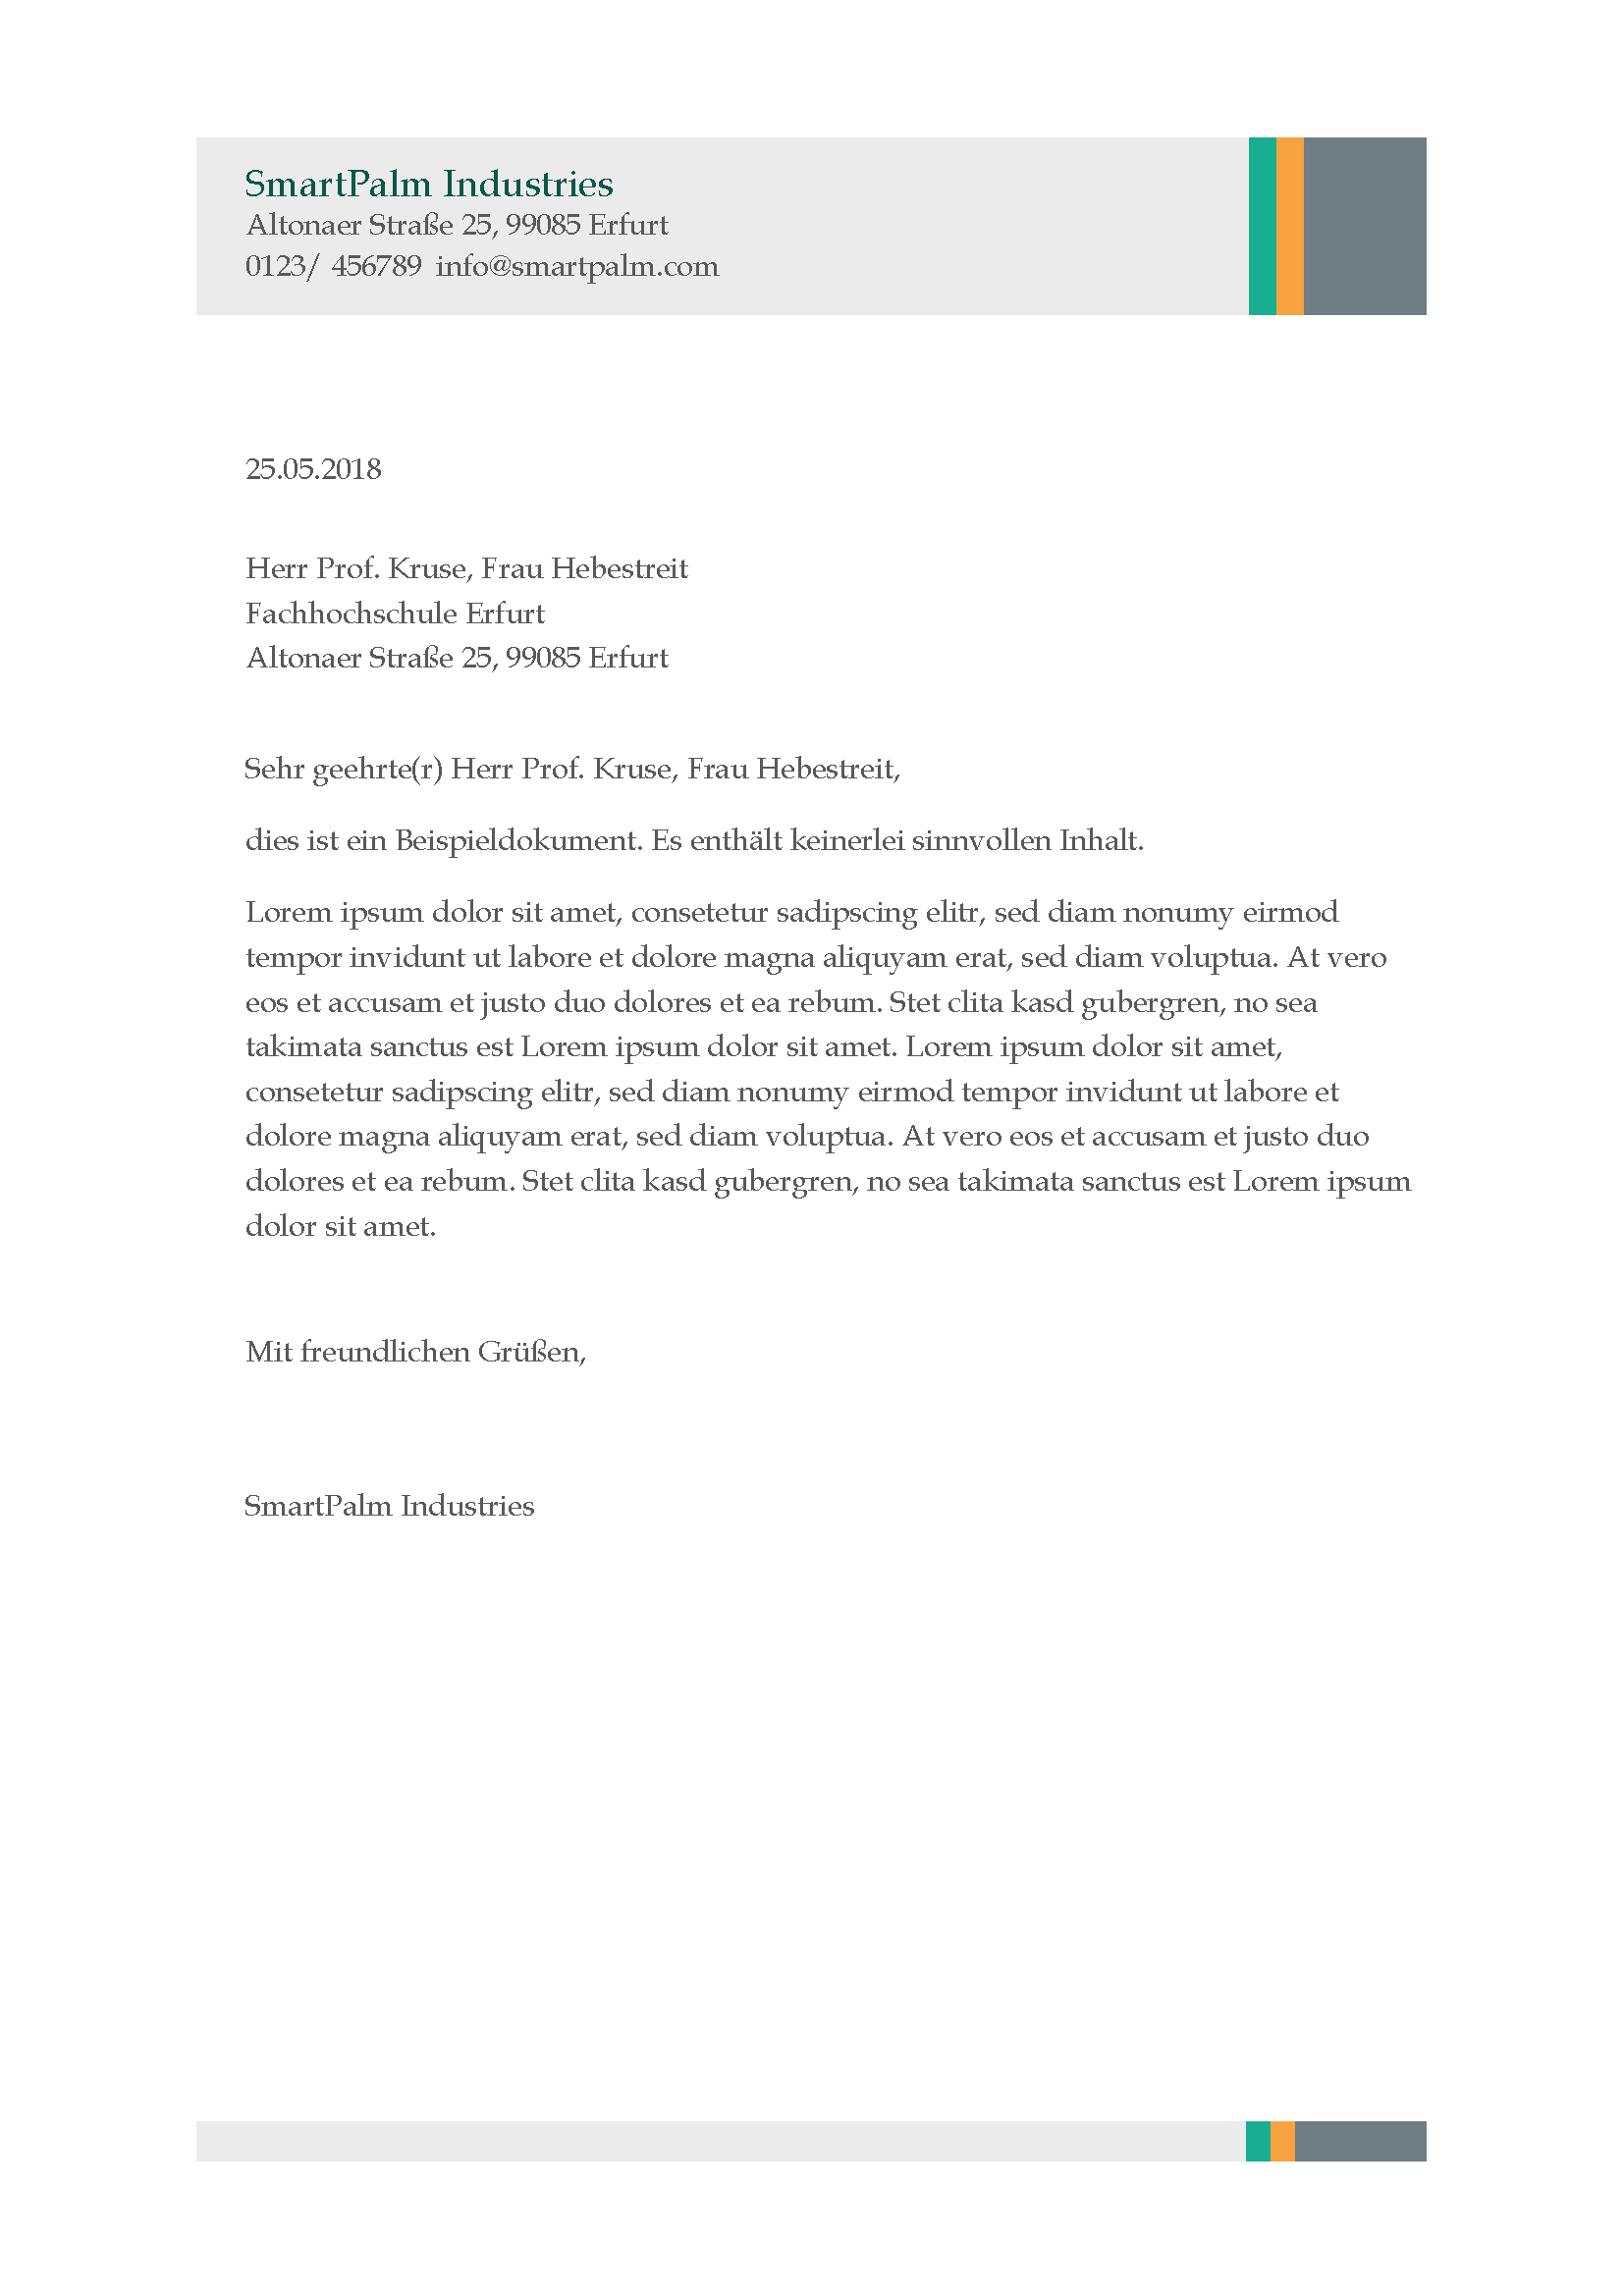 SmartPalm Industries
Altonaer Straße 25, 99085 Erfurt
0123/ 456789 info@smartpalm.com
25.05.2018
Herr Prof. Kruse, Frau Hebestreit
Fachhochschule Erfurt
Altonaer Straße 25, 99085 Erfurt
Sehr geehrte(r) Herr Prof. Kruse, Frau Hebestreit,
dies ist ein Beispieldokument. Es enthält keinerlei sinnvollen Inhalt.
Lorem ipsum dolor sit amet, consetetur sadipscing elitr, sed diam nonumy eirmod
tempor invidunt ut labore et dolore magna aliquyam erat, sed diam voluptua. At vero
eos et accusam et justo duo dolores et ea rebum. Stet clita kasd gubergren, no sea
takimata sanctus est Lorem ipsum dolor sit amet. Lorem ipsum dolor sit amet,
consetetur sadipscing elitr, sed diam nonumy eirmod tempor invidunt ut labore et
dolore magna aliquyam erat, sed diam voluptua. At vero eos et accusam et justo duo
dolores et ea rebum. Stet clita kasd gubergren, no sea takimata sanctus est Lorem ipsum
dolor sit amet.
Mit freundlichen Grüßen,
SmartPalm Industries